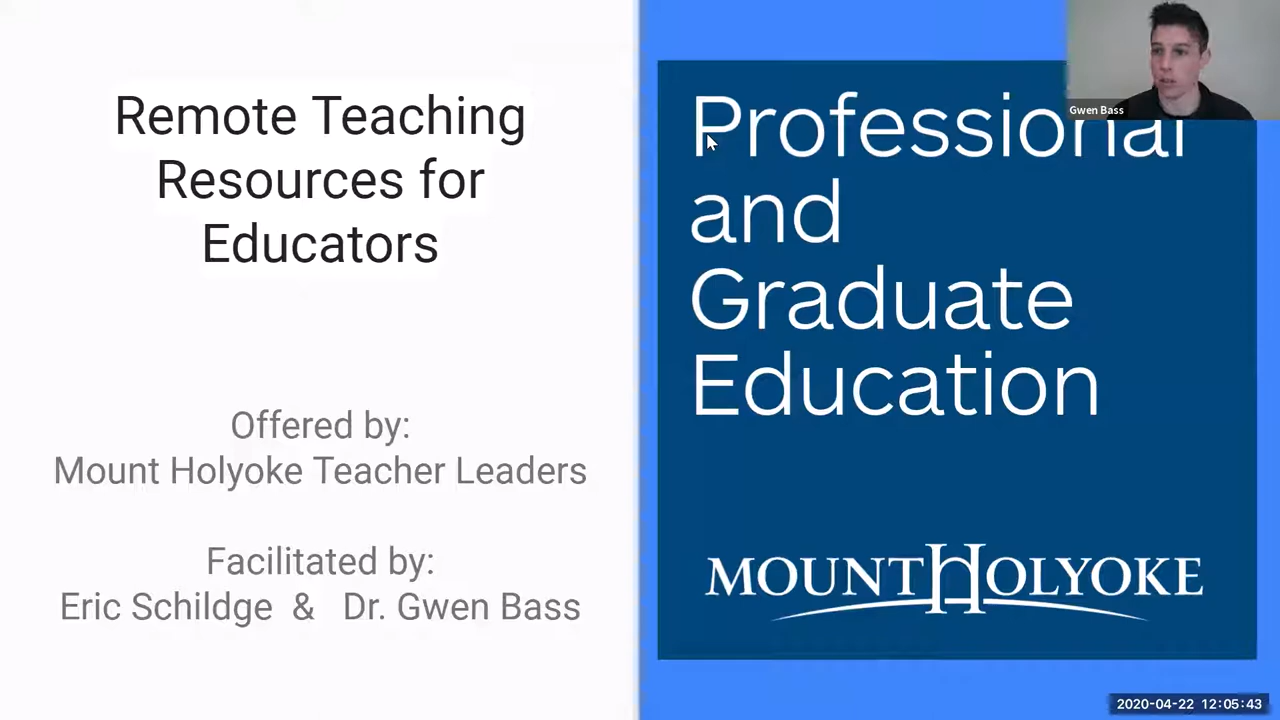 Remote Teaching
Resources for
Educators
Offered by:
Mount Holyoke Teacher Leaders
Facilitated by:
Eric Schildge & Dr. Gwen Bass
Gwen Bass
Professional
and
Graduate
Education
MOUNT HOLYOKE
2020-04-22 12:05:43